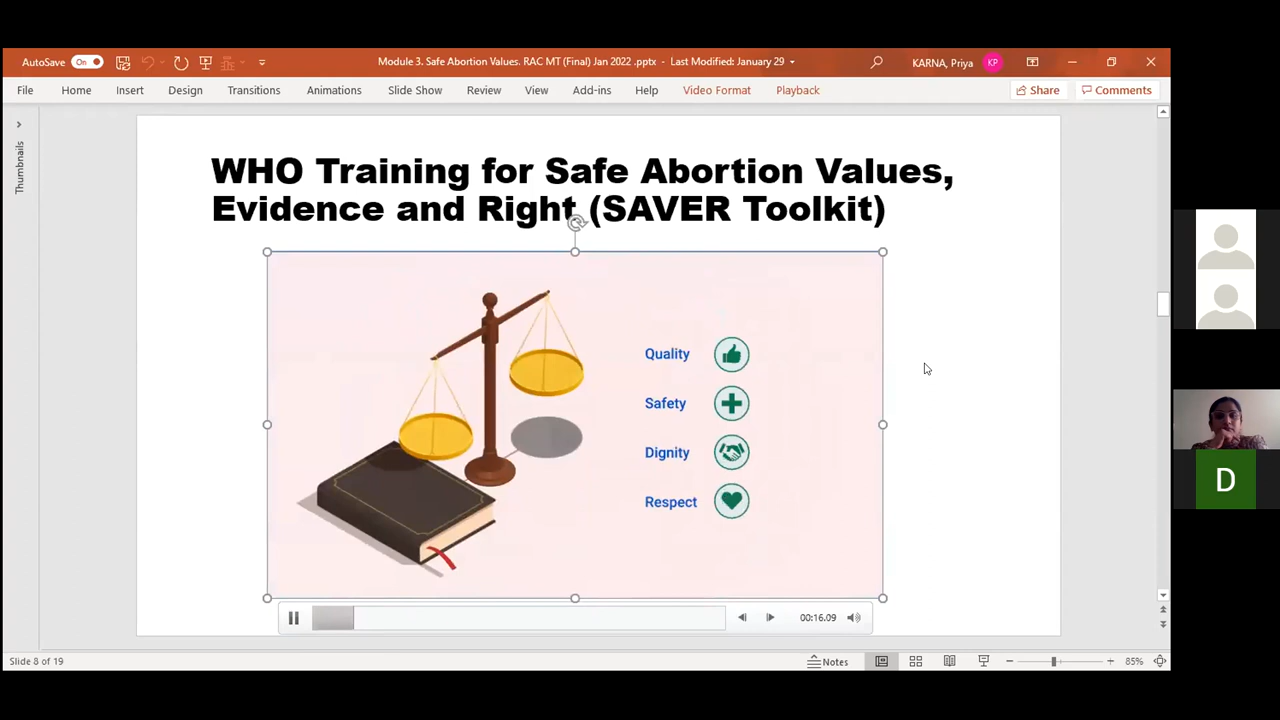 AutoSave On
Module 3. Safe Abortion Values. RAC MT (Final) Jan 2022 .pptx - Last Modified: January 29
KARNA, Priya KP
File Home Insert Design Transitions Animations Slide Show Review View Add-ins Help Video Format Playback Share Comments
Thumbnails
WHO Training for Safe Abortion Values,
Evidence and Right (SAVER Toolkit)
Quality
Safety
Dignity
Respect
00:16.09
D
Slide 8 of 19 Notes 85%